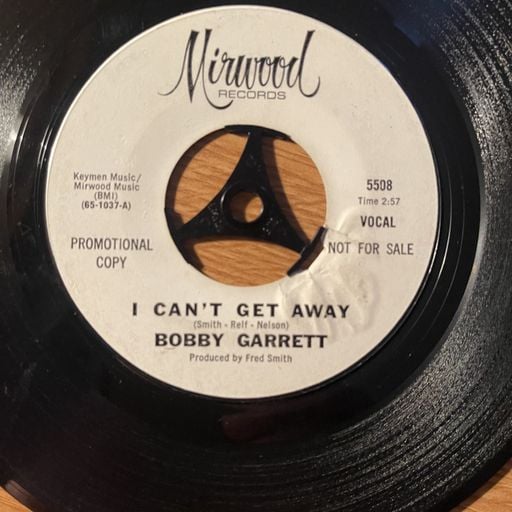 Mirwood
RECORDS
Keymen Music/
Mirwood Music
(BMI)
(65-1037-A)
5508
Time 2:57
VOCAL
PROMOTIONAL
COPY
NOT FOR SALE
I CAN'T GET AWAY
(Smith - Relf - Nelson)
BOBBY GARRETT
Produced by Fred Smith